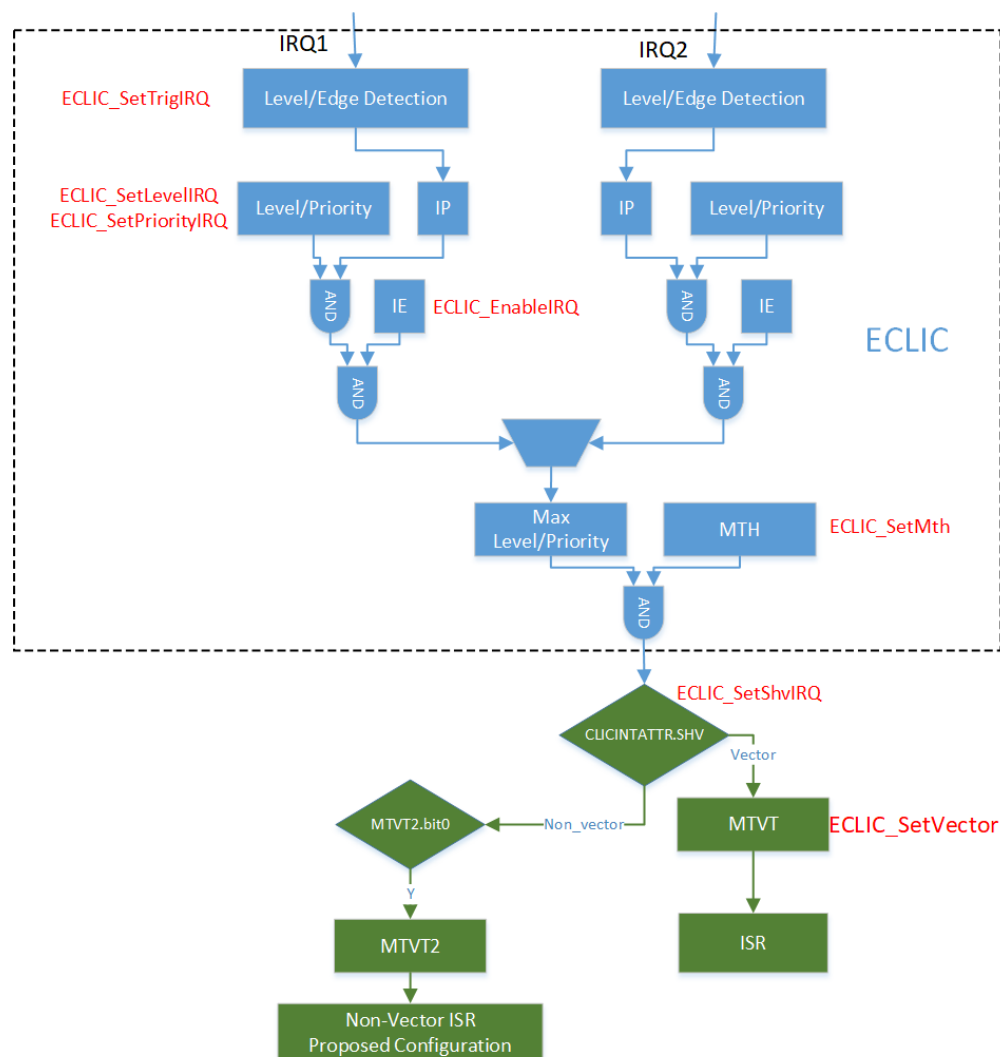 IRQ1
IRQ2
ECLIC_SetTrigIRQ
Level/Edge Detection
Level/Edge Detection
ECLIC_SetLevelIRQ
ECLIC_SetPriorityIRQ
Level/Priority
IP
IP
Level/Priority
AND
IE
ECLIC_EnableIRQ
AND
IE
ECLIC
AND
AND
Max
Level/Priority
MTH
ECLIC_SetMth
AND
ECLIC_SetShvIRQ
CLICINTATTR.SHV
Vector
MTVT2.bit0
Non_vector
MTVT
ECLIC_SetVector
Y
MTVT2
ISR
Non-Vector ISR
Proposed Configuration